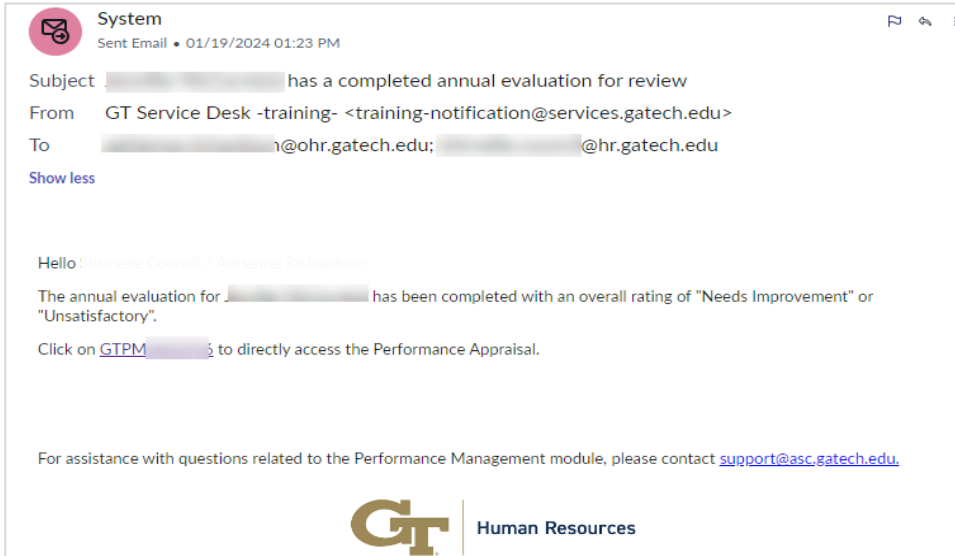 System
Sent Email • 01/19/2024 01:23 PM
Subject has a completed annual evaluation for review
From GT Service Desk -training- <training-notification@services.gatech.edu>
To @ohr.gatech.edu; @hr.gatech.edu
Show less
Hello
The annual evaluation for has been completed with an overall rating of "Needs Improvement" or
"Unsatisfactory".
Click on GTPM to directly access the Performance Appraisal.
For assistance with questions related to the Performance Management module, please contact support@asc.gatech.edu.
GT Human Resources